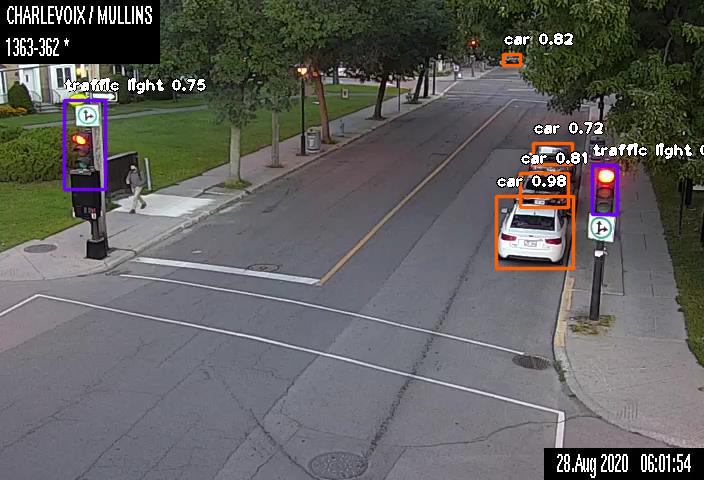 CHARLEVOIX / MULLINS
1363-362 *
car 0.82
traffic light 0.75
car 0.72
traffic light 0
car 0.81
car 0.98
28.Aug 2020 06:01:54